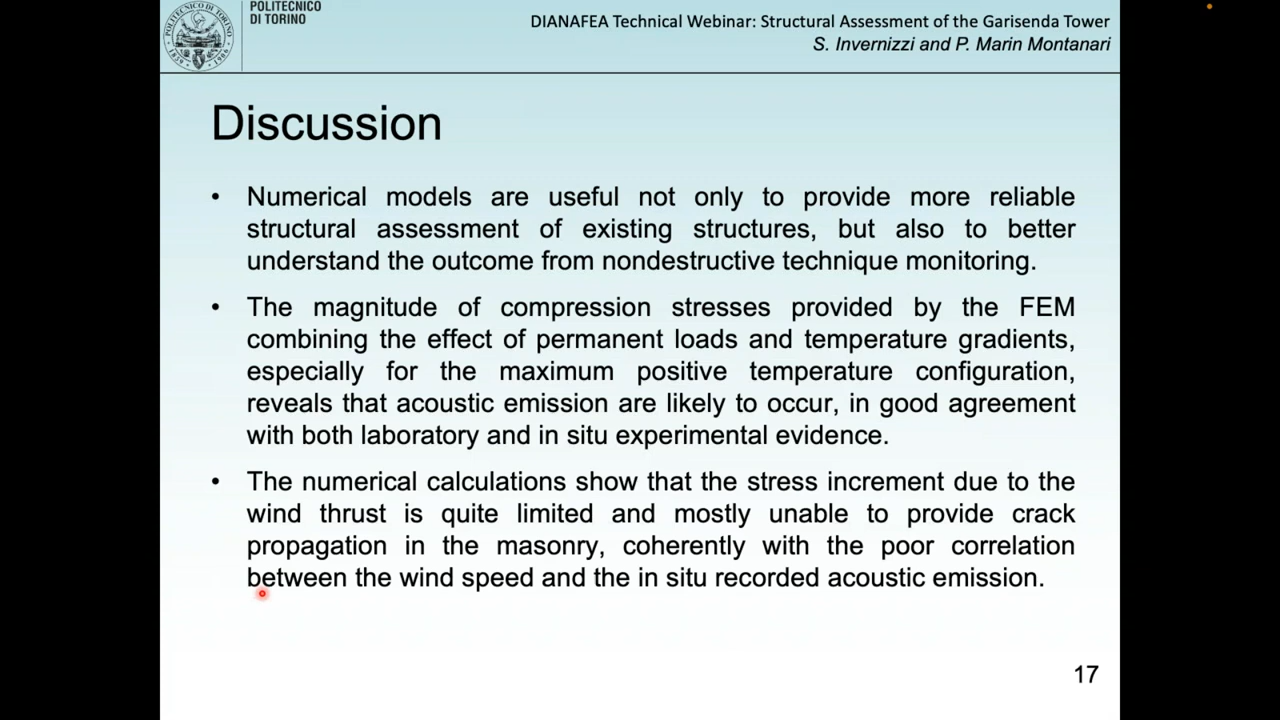 POLITECNICO
DI TORINO
DIANAFEA Technical Webinar: Structural Assessment of the Garisenda Tower
S. Invernizzi and P. Marin Montanari
Discussion
• Numerical models are useful not only to provide more reliable
structural assessment of existing structures, but also to better
understand the outcome from nondestructive technique monitoring.
• The magnitude of compression stresses provided by the FEM
combining the effect of permanent loads and temperature gradients,
especially for the maximum positive temperature configuration,
reveals that acoustic emission are likely to occur, in good agreement
with both laboratory and in situ experimental evidence.
• The numerical calculations show that the stress increment due to the
wind thrust is quite limited and mostly unable to provide crack
propagation in the masonry, coherently with the poor correlation
between the wind speed and the in situ recorded acoustic emission.
17